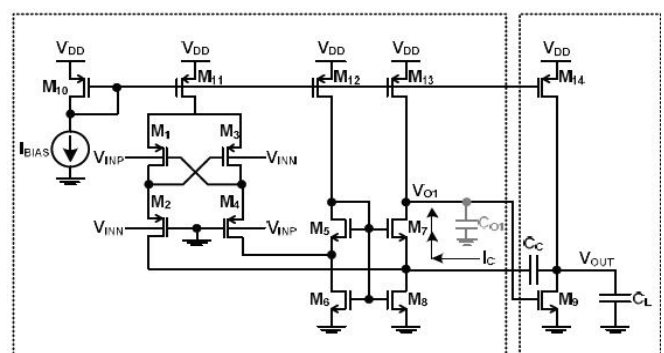 VDD VDD VDD VDD VDD
M10 M11 M12 M13 M14
M1 M3
IBIAS VINP VINN
VO1
M2 M4
CO1
VINN VINP M5 M7 CC VOUT
IC
M6 M8 M9 CL